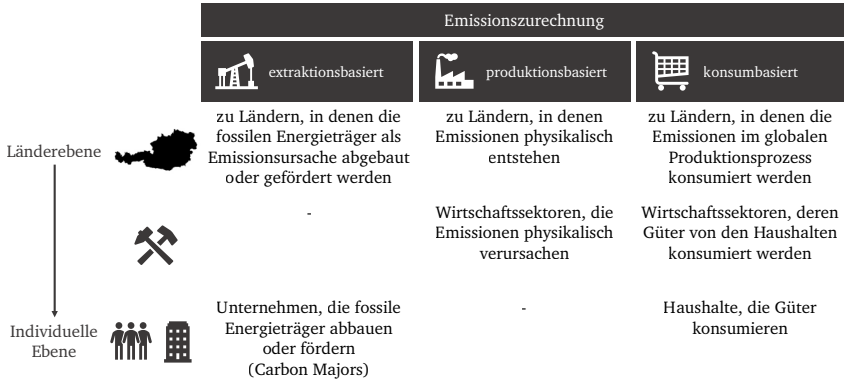 Emissionszurechnung
extraktionsbasiert
produktionsbasiert
konsumbasiert
Länderebene
zu Ländern, in denen die
fossilen Energieträger als
Emissionsursache abgebaut
oder gefördert werden
zu Ländern, in denen
Emissionen physikalisch
entstehen
zu Ländern, in denen die
Emissionen im globalen
Produktionsprozess
konsumiert werden
-
Wirtschaftssektoren, die
Emissionen physikalisch
verursachen
Wirtschaftssektoren, deren
Güter von den Haushalten
konsumiert werden
Individuelle
Ebene
Unternehmen, die fossile
Energieträger abbauen
oder fördern
(Carbon Majors)
-
Haushalte, die Güter
konsumieren